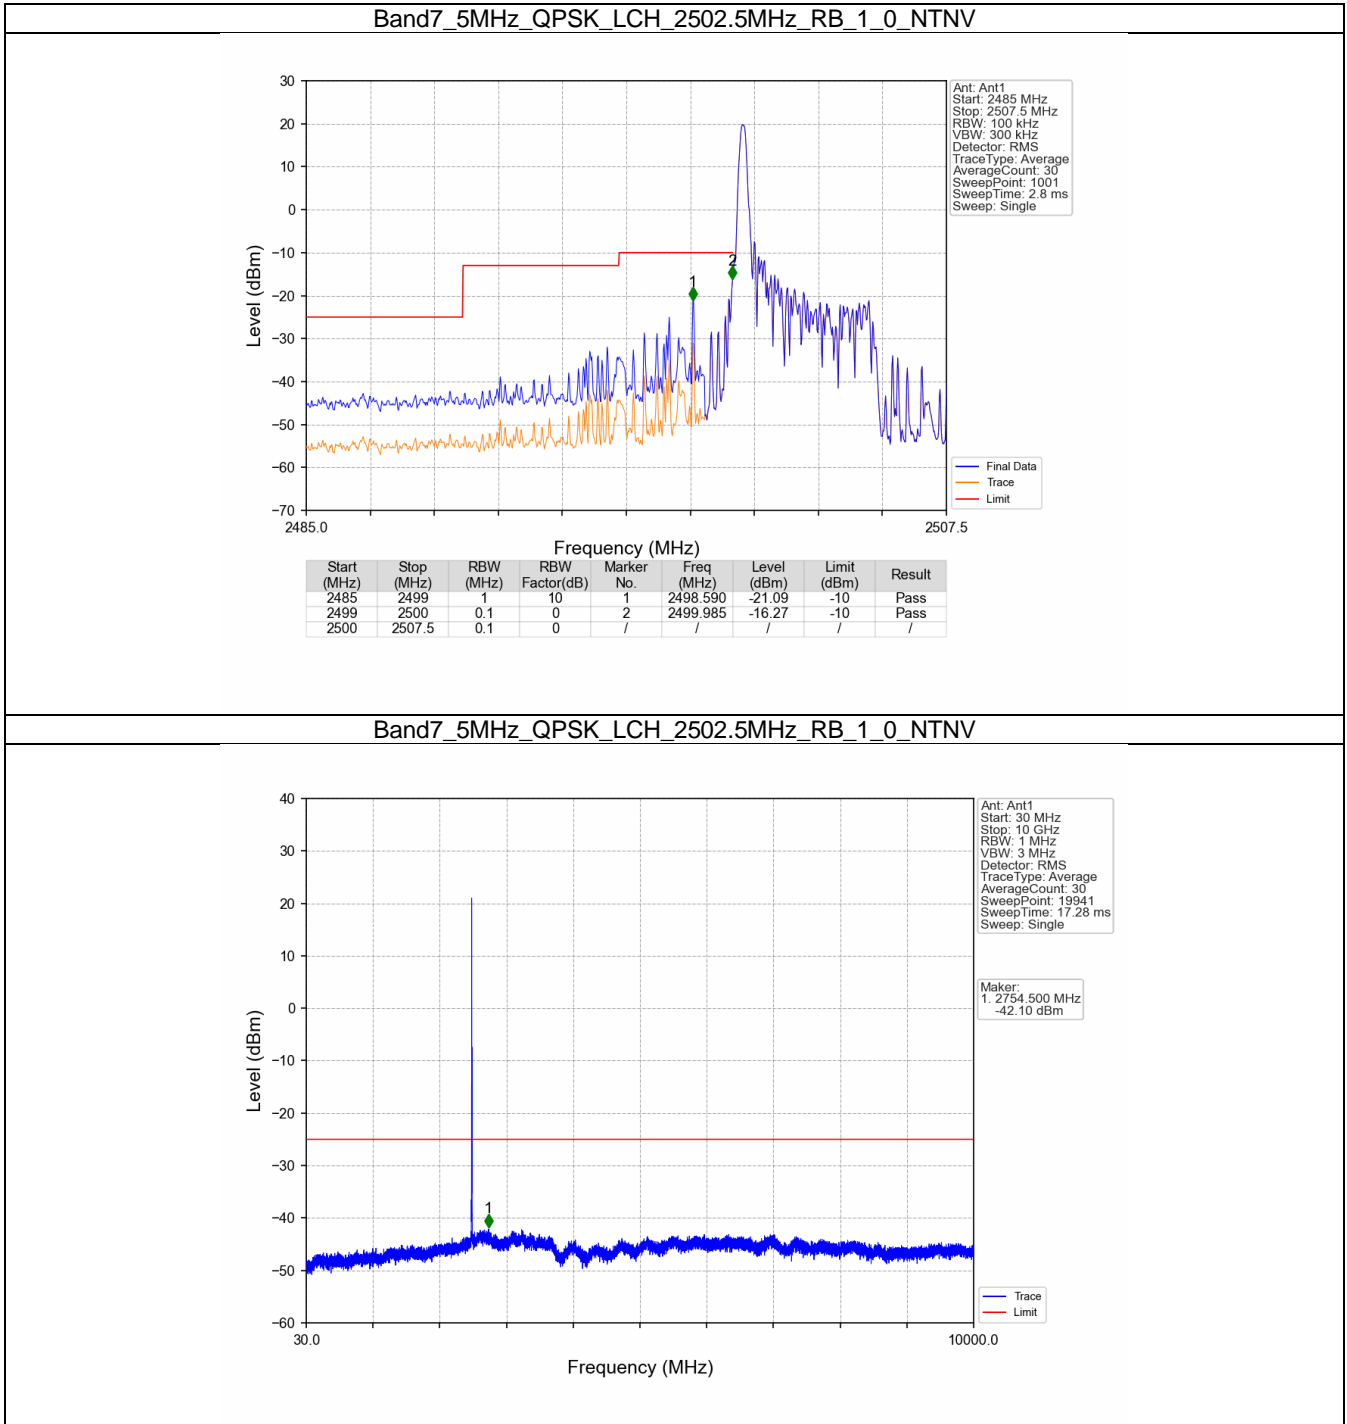 Band7_5MHz_QPSK_LCH_2502.5MHz_RB_1_0_NTNV
30
20
10
0
−10
−20
−30
−40
−50
−60
−70
Level (dBm)
1
2
2485.0
2507.5
Frequency (MHz)
Ant: Ant1
Start: 2485 MHz
Stop: 2507.5 MHz
RBW: 100 kHz
VBW: 300 kHz
Detector: RMS
TraceType: Average
AverageCount: 30
SweepPoint: 1001
SweepTime: 2.8 ms
Sweep: Single
Final Data
Trace
Limit
Start (MHz) Stop (MHz) RBW (MHz) RBW Factor(dB) Marker No. Freq (MHz) Level (dBm) Limit (dBm) Result
2485 2499 1 10 1 2498.590 -21.09 -10 Pass
2499 2500 0.1 0 2 2499.985 -16.27 -10 Pass
2500 2507.5 0.1 0 / / / / /
Band7_5MHz_QPSK_LCH_2502.5MHz_RB_1_0_NTNV
40
30
20
10
0
−10
−20
−30
−40
−50
−60
Level (dBm)
1
30.0
10000.0
Frequency (MHz)
Ant: Ant1
Start: 30 MHz
Stop: 10 GHz
RBW: 1 MHz
VBW: 3 MHz
Detector: RMS
TraceType: Average
AverageCount: 30
SweepPoint: 19941
SweepTime: 17.28 ms
Sweep: Single
Maker:
1. 2754.500 MHz
-42.10 dBm
Trace
Limit